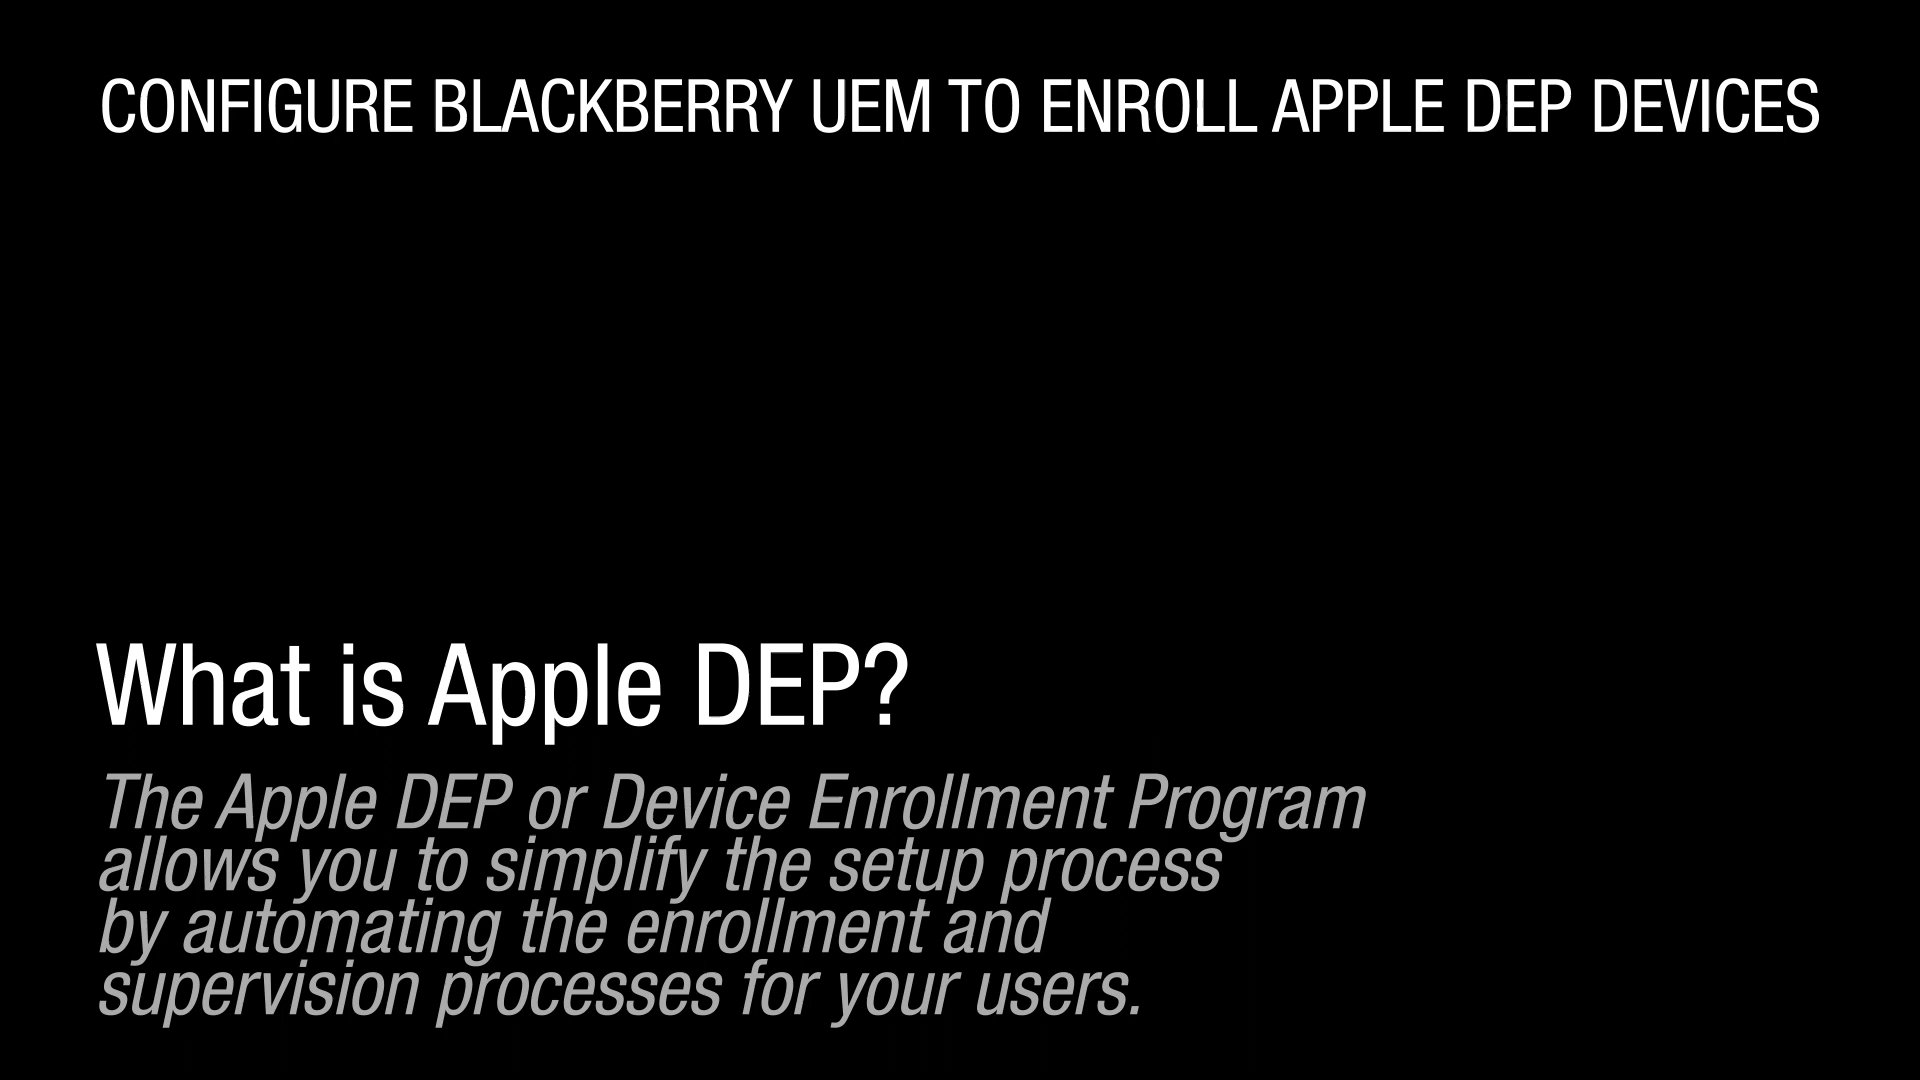 CONFIGURE BLACKBERRY UEM TO ENROLL APPLE DEP DEVICES
What is Apple DEP?
The Apple DEP or Device Enrollment Program
allows you to simplify the setup process
by automating the enrollment and
supervision processes for your users.